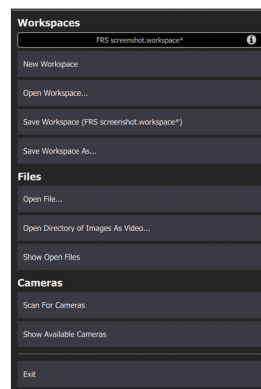 Workspaces
FRS screenshot.workspace*
New Workspace
Open Workspace...
Save Workspace (FRS screenshot.workspace*)
Save Workspace As...
Files
Open File...
Open Directory of Images As Video...
Show Open Files
Cameras
Scan For Cameras
Show Available Cameras
Exit